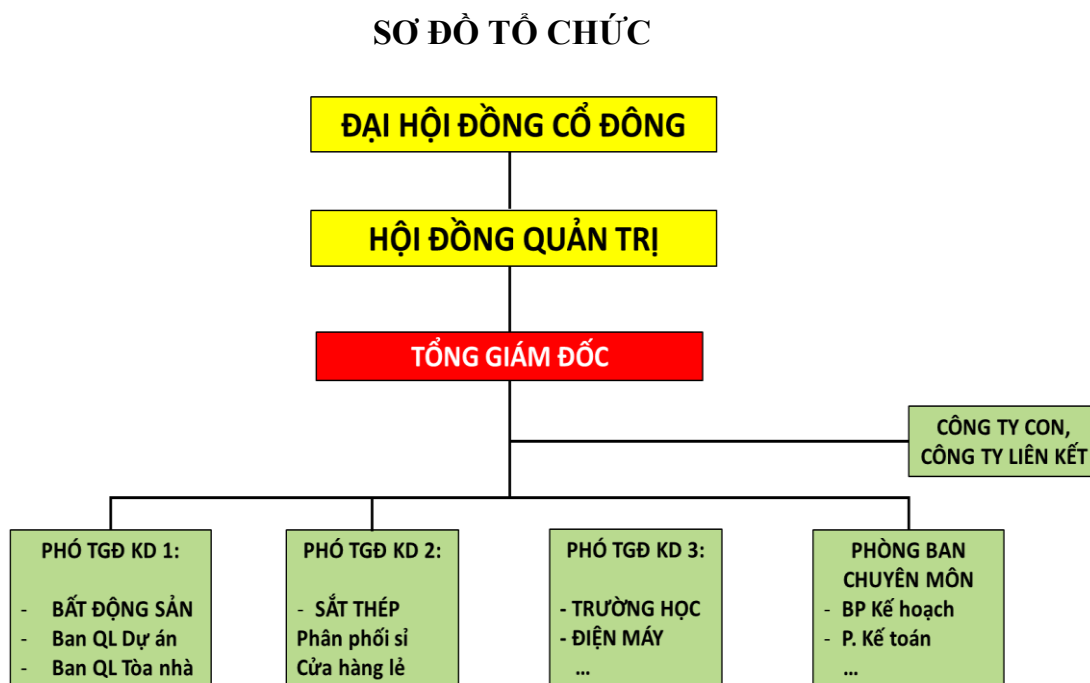 SƠ ĐỒ TỔ CHỨC
ĐẠI HỘI ĐỒNG CỔ ĐÔNG
HỘI ĐỒNG QUẢN TRỊ
TỔNG GIÁM ĐỐC
CÔNG TY CON,
CÔNG TY LIÊN KẾT
PHÓ TGĐ KD 1:
- BẤT ĐỘNG SẢN
- Ban QL Dự án
- Ban QL Tòa nhà
PHÓ TGĐ KD 2:
- SẮT THÉP
Phân phối sỉ
Cửa hàng lẻ
PHÓ TGĐ KD 3:
- TRƯỜNG HỌC
- ĐIỆN MÁY
...
PHÒNG BAN
CHUYÊN MÔN
- BP Kế hoạch
- P. Kế toán
...